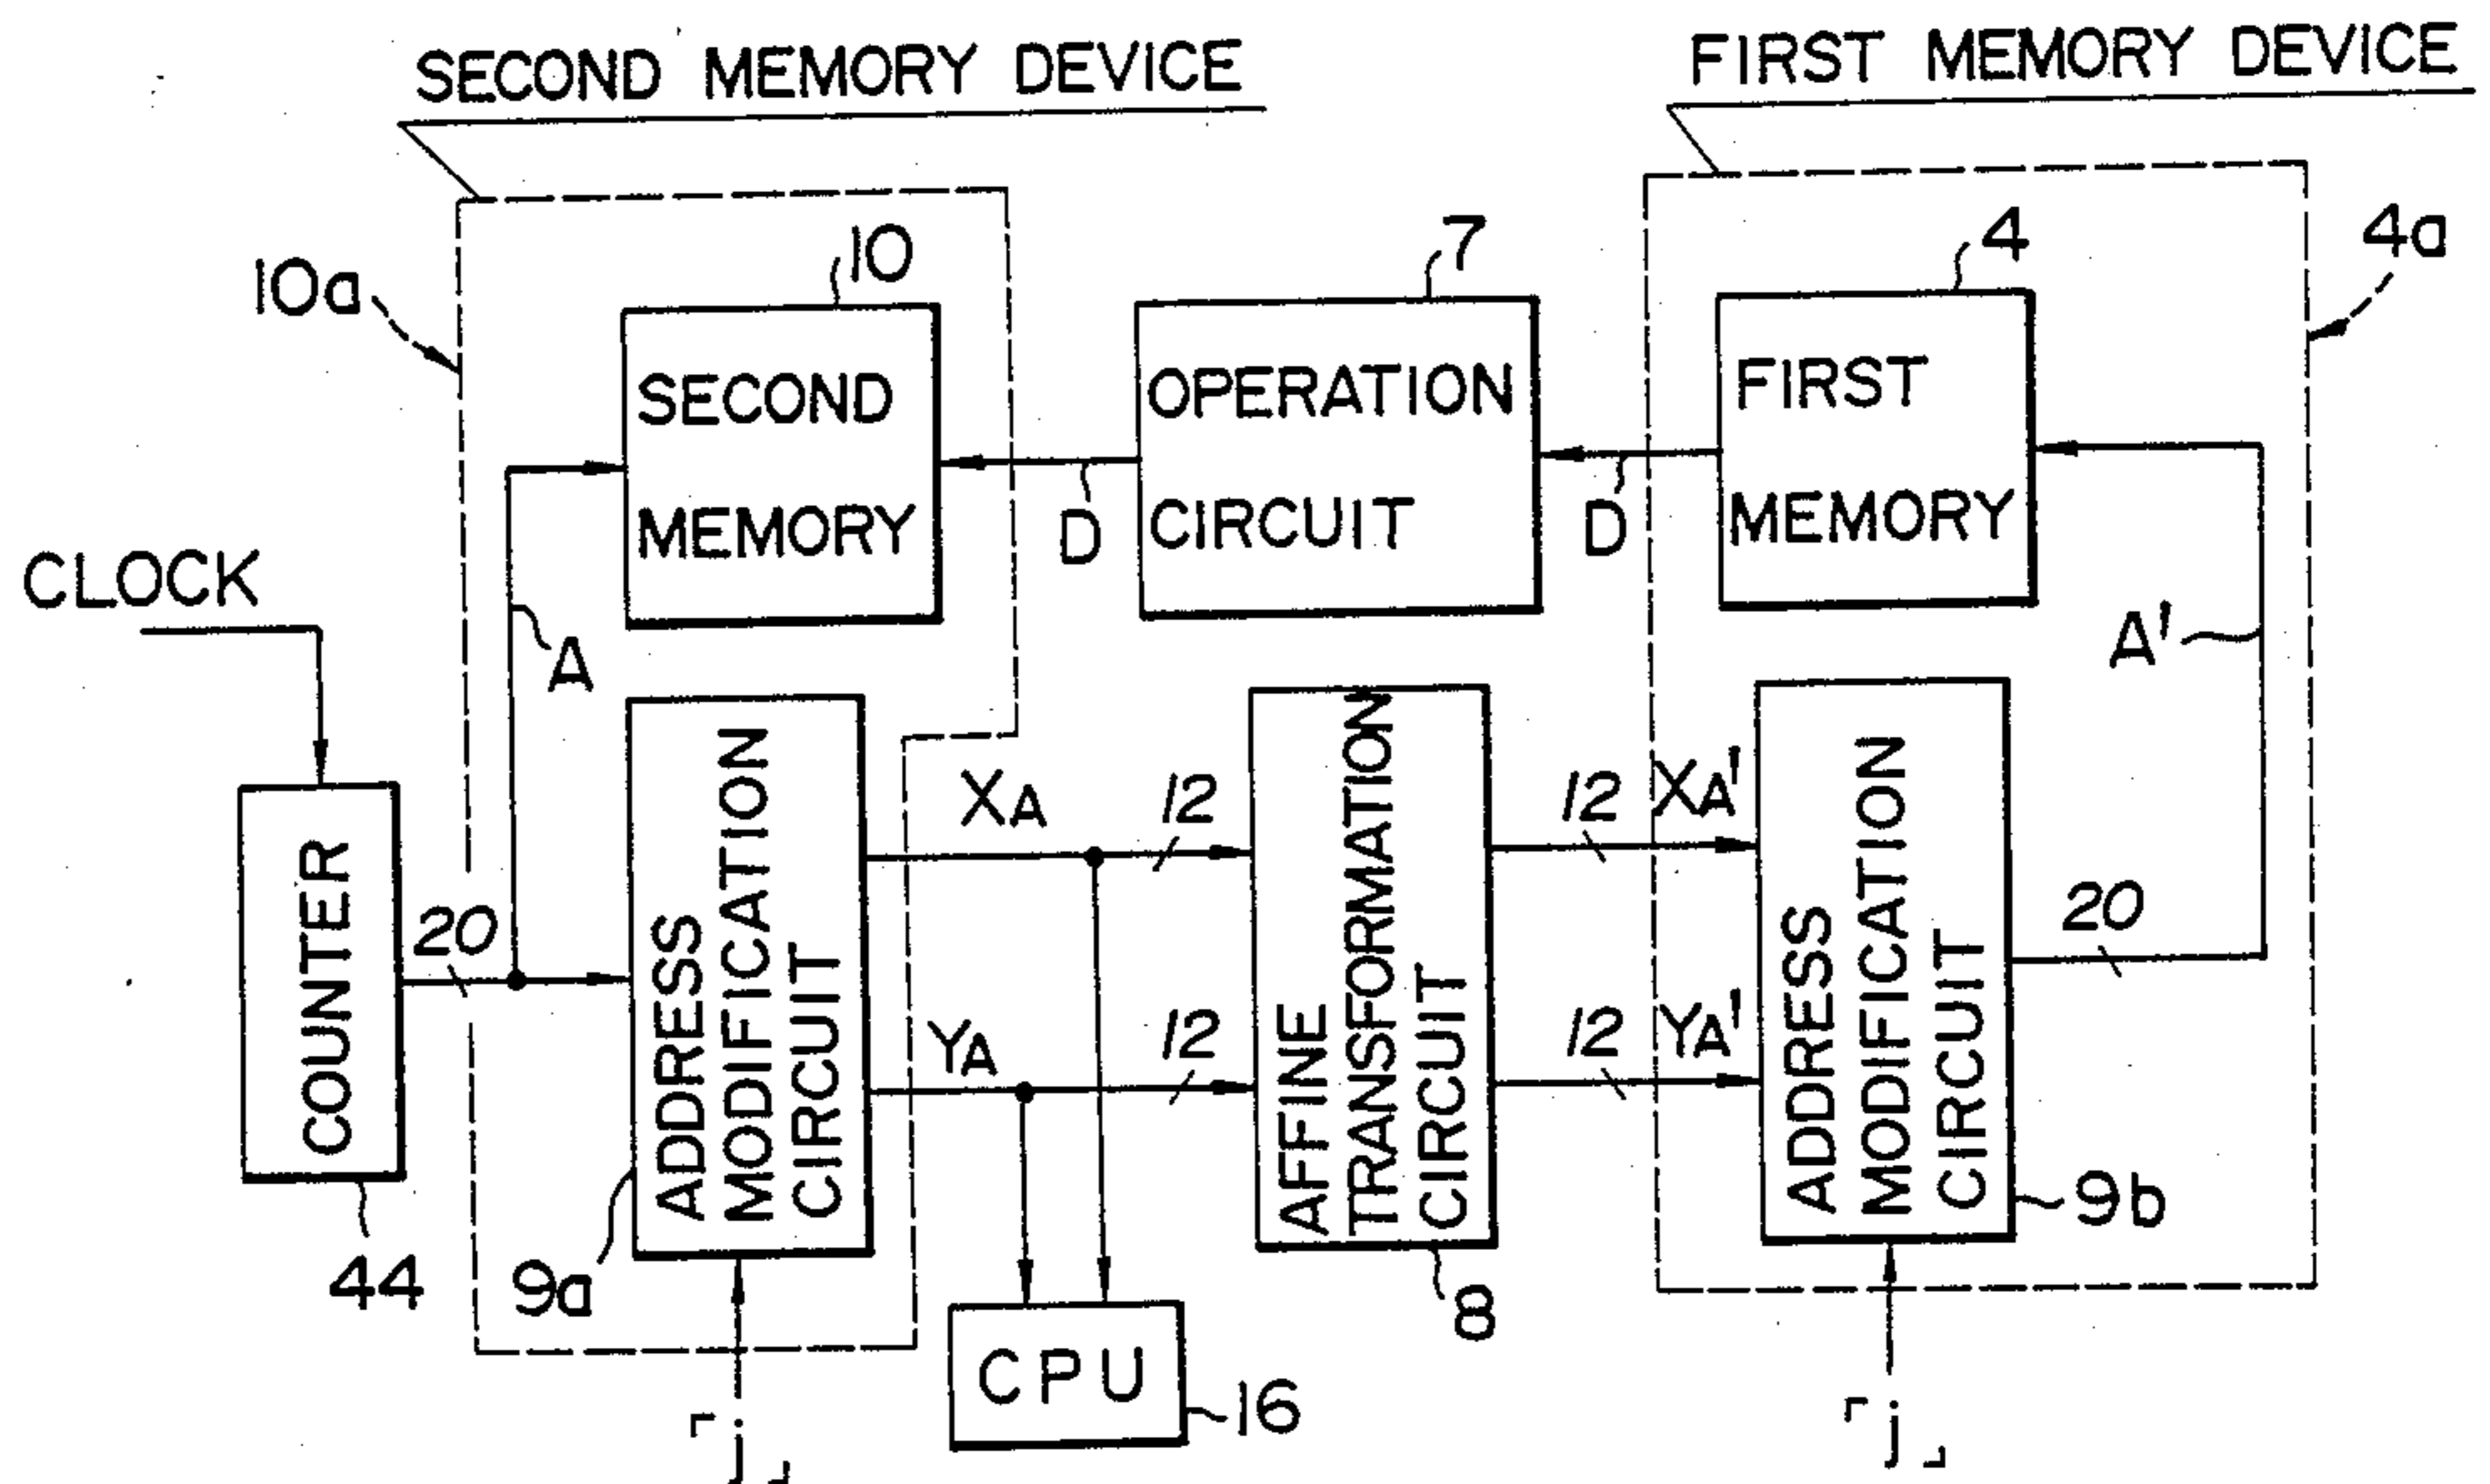 SECOND MEMORY DEVICE
FIRST MEMORY DEVICE
10a
10
7
4
4a
SECOND
MEMORY
OPERATION
CIRCUIT
FIRST
MEMORY
D
D
CLOCK
A
A'
COUNTER
44
20
ADDRESS
MODIFICATION
CIRCUIT
9a
XA
12
YA
12
AFFINE
TRANSFORMATION
CIRCUIT
8
12
XA'
12
YA'
ADDRESS
MODIFICATION
CIRCUIT
9b
20
CPU
16
「j」
「j」